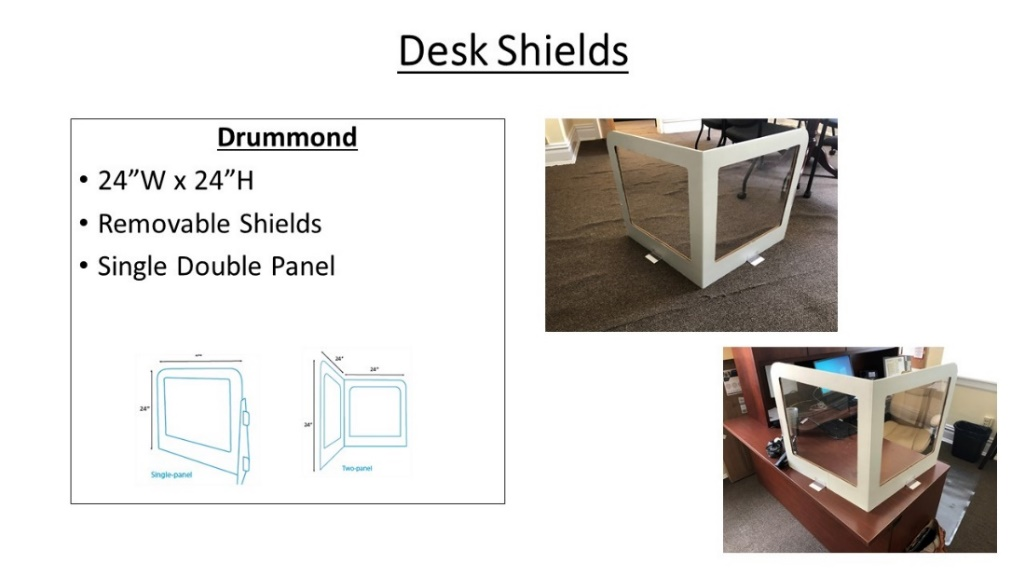 Desk Shields
Drummond
• 24”W x 24”H
• Removable Shields
• Single Double Panel
24"
24"
24"
24"
Single-panel
Two-panel